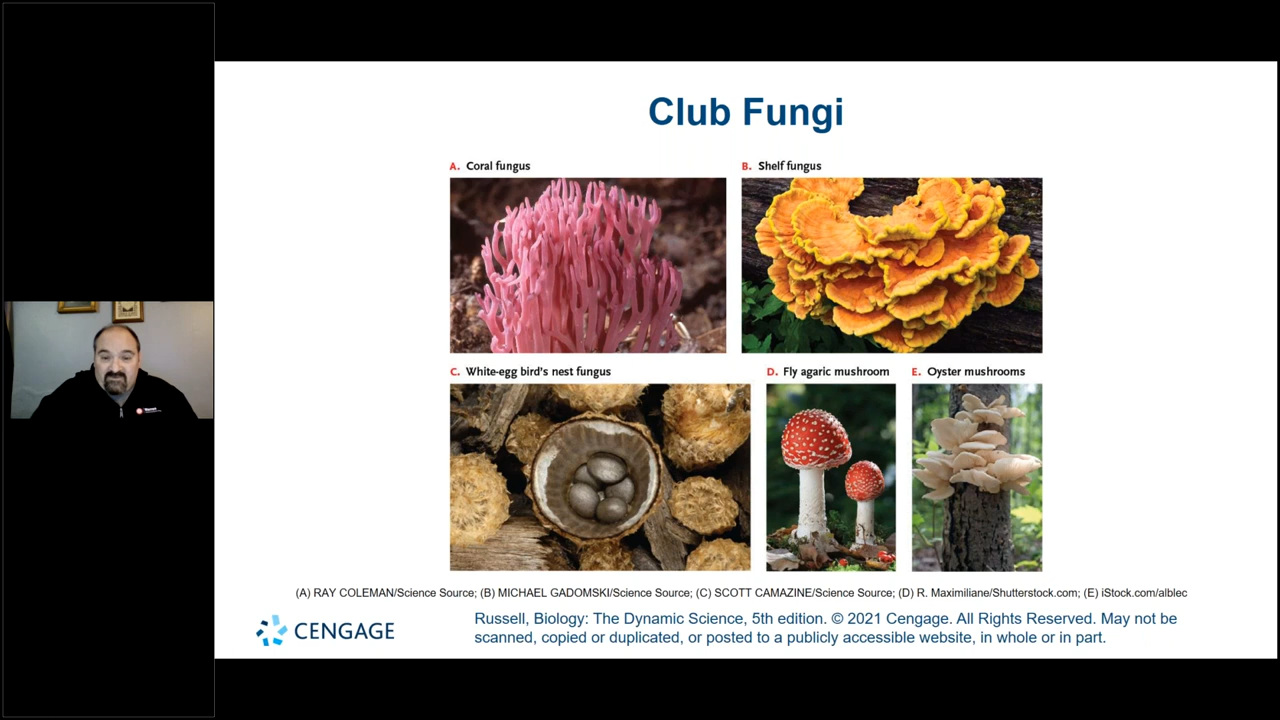 Club Fungi
A. Coral fungus
B. Shelf fungus
C. White-egg bird's nest fungus
D. Fly agaric mushroom
E. Oyster mushrooms
(A) RAY COLEMAN/Science Source; (B) MICHAEL GADOMSKI/Science Source; (C) SCOTT CAMAZINE/Science Source; (D) R. Maximiliane/Shutterstock.com; (E) iStock.com/alblec
CENGAGE
Russell, Biology: The Dynamic Science, 5th edition. © 2021 Cengage. All Rights Reserved. May not be
scanned, copied or duplicated, or posted to a publicly accessible website, in whole or in part.